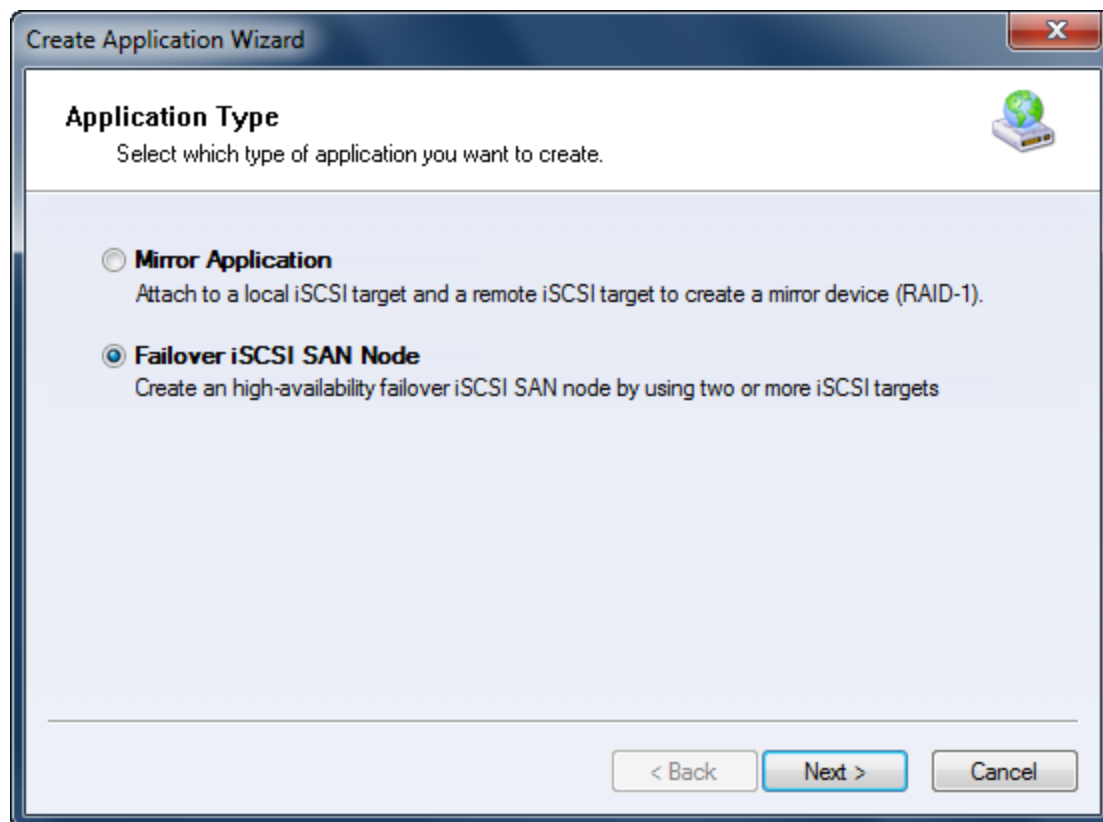 Create Application Wizard
Application Type
Select which type of application you want to create.
Mirror Application
Attach to a local iSCSI target and a remote iSCSI target to create a mirror device (RAID-1).
Failover iSCSI SAN Node
Create an high-availability failover iSCSI SAN node by using two or more iSCSI targets
< Back Next > Cancel